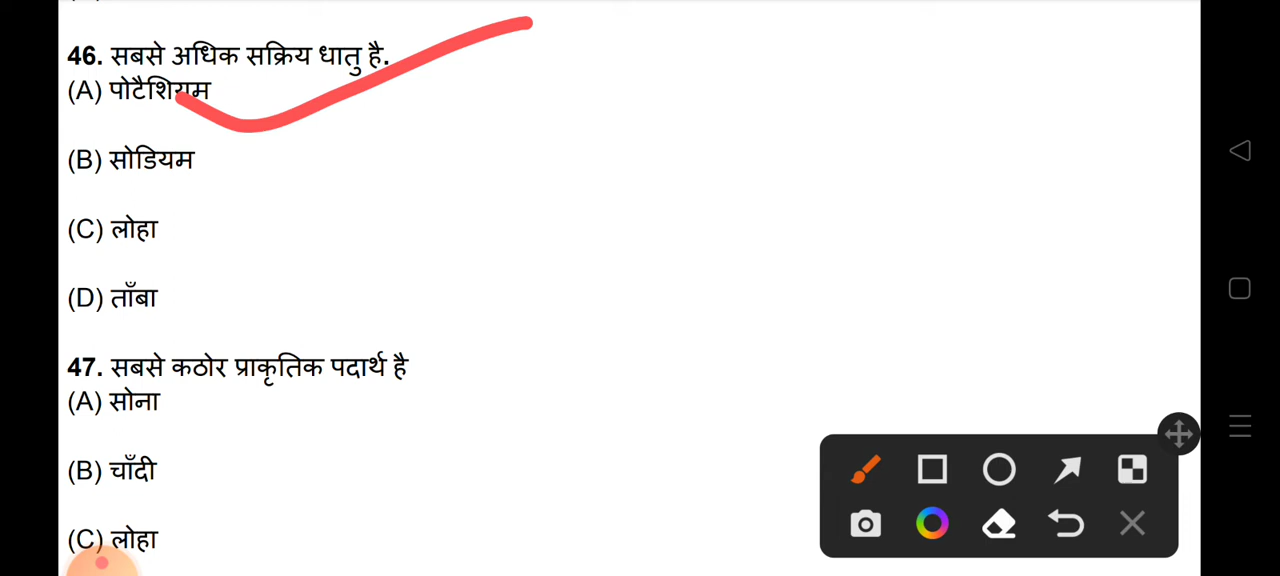 46. सबसे अधिक सक्रिय धातु है.
(A) पोटैशियम
(B) सोडियम
(C) लोहा
(D) ताँबा
47. सबसे कठोर प्राकृतिक पदार्थ है
(A) सोना
(B) चाँदी
(C) लोहा